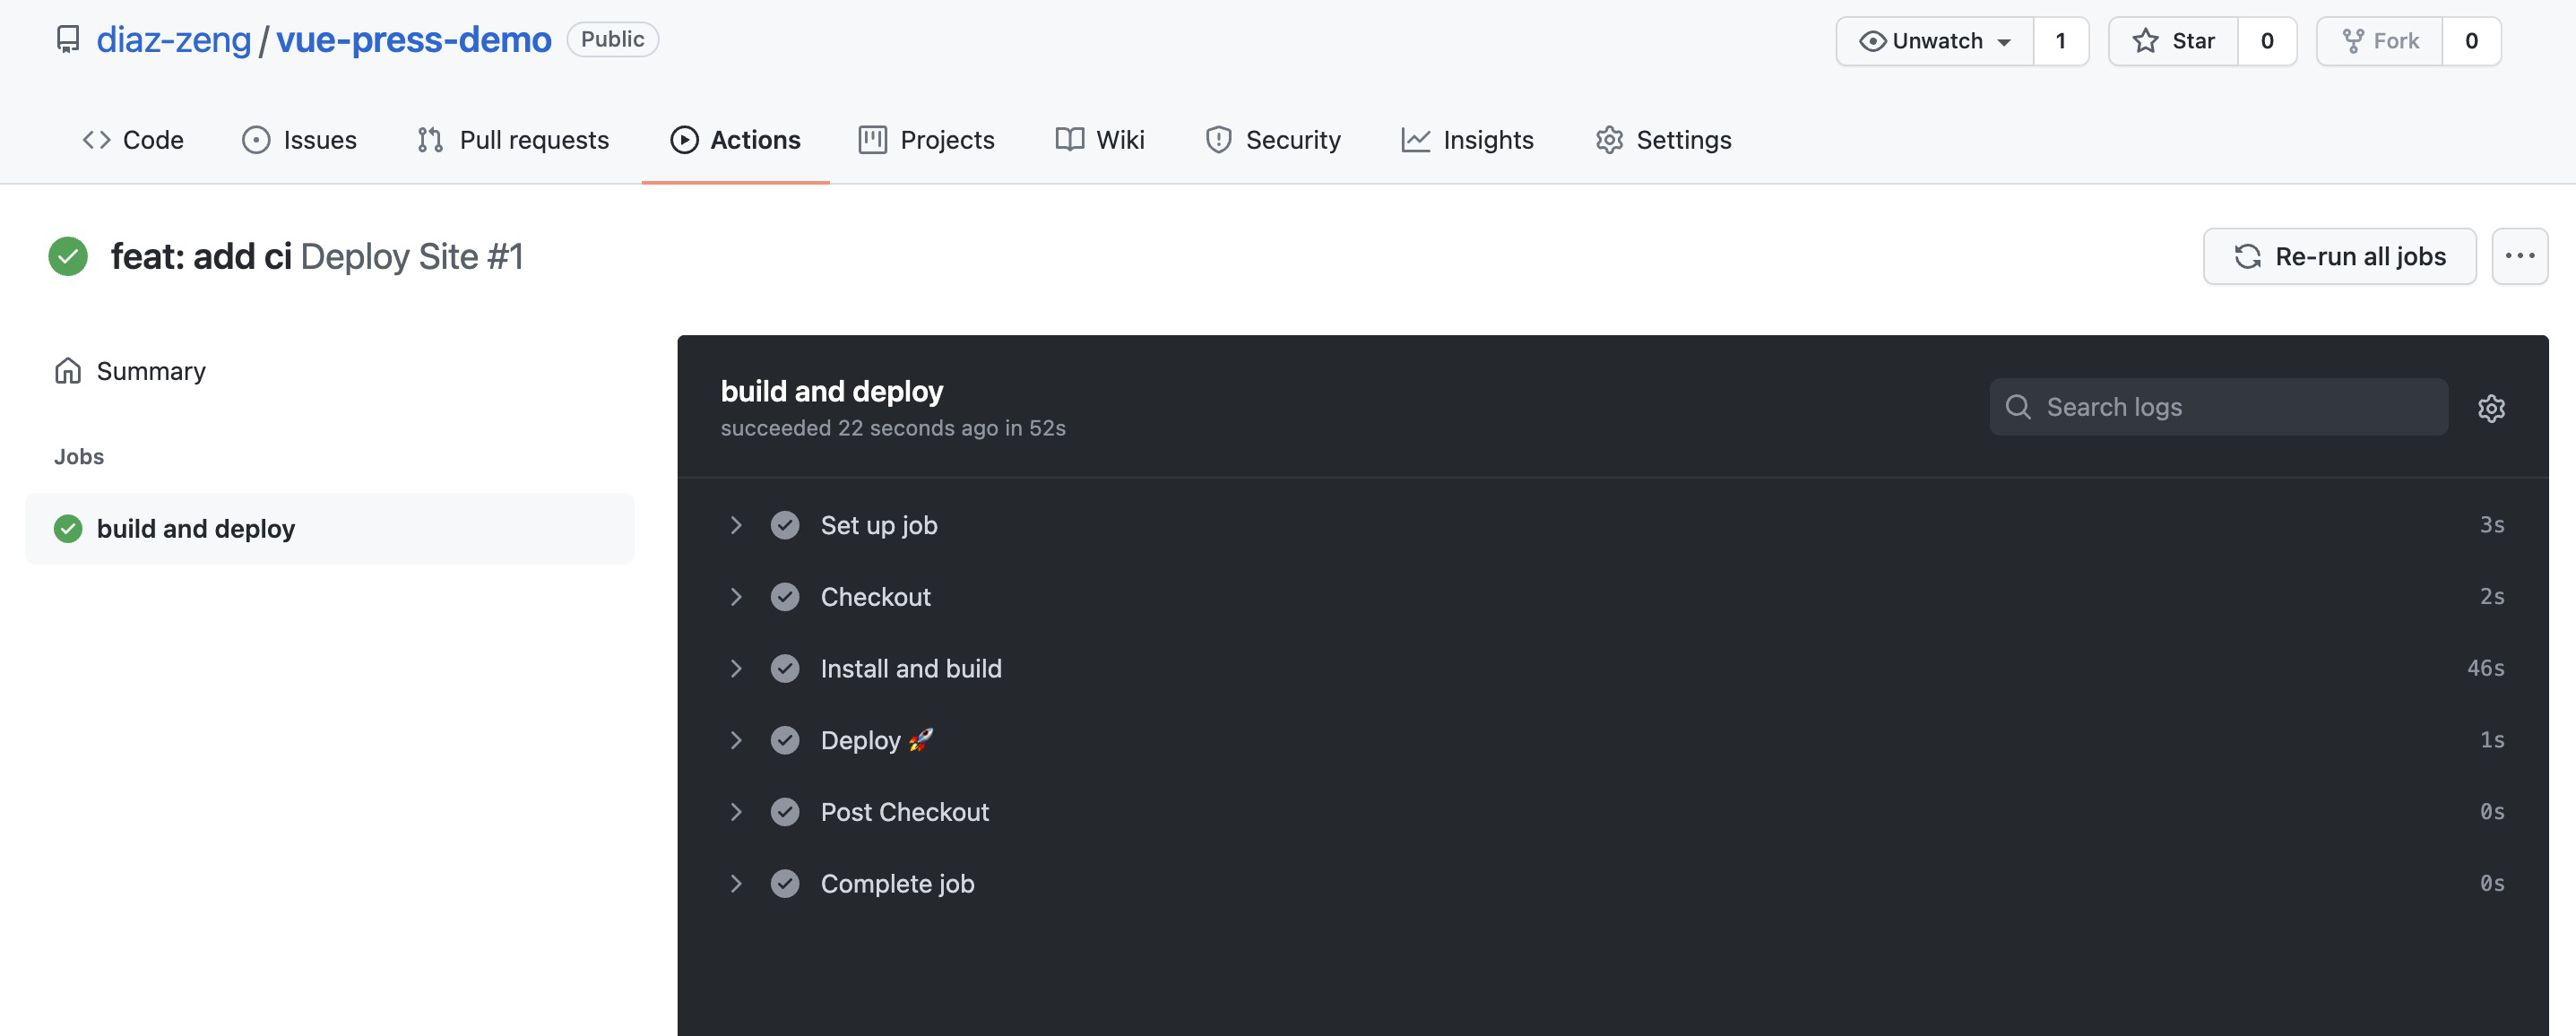 diaz-zeng / vue-press-demo Public Unwatch 1 Star 0 Fork 0
Code Issues Pull requests Actions Projects Wiki Security Insights Settings
feat: add ci Deploy Site #1 Re-run all jobs ...
Summary
Jobs
build and deploy
build and deploy
succeeded 22 seconds ago in 52s
Search logs
Set up job 3s
Checkout 2s
Install and build 46s
Deploy 🚀 1s
Post Checkout 0s
Complete job 0s